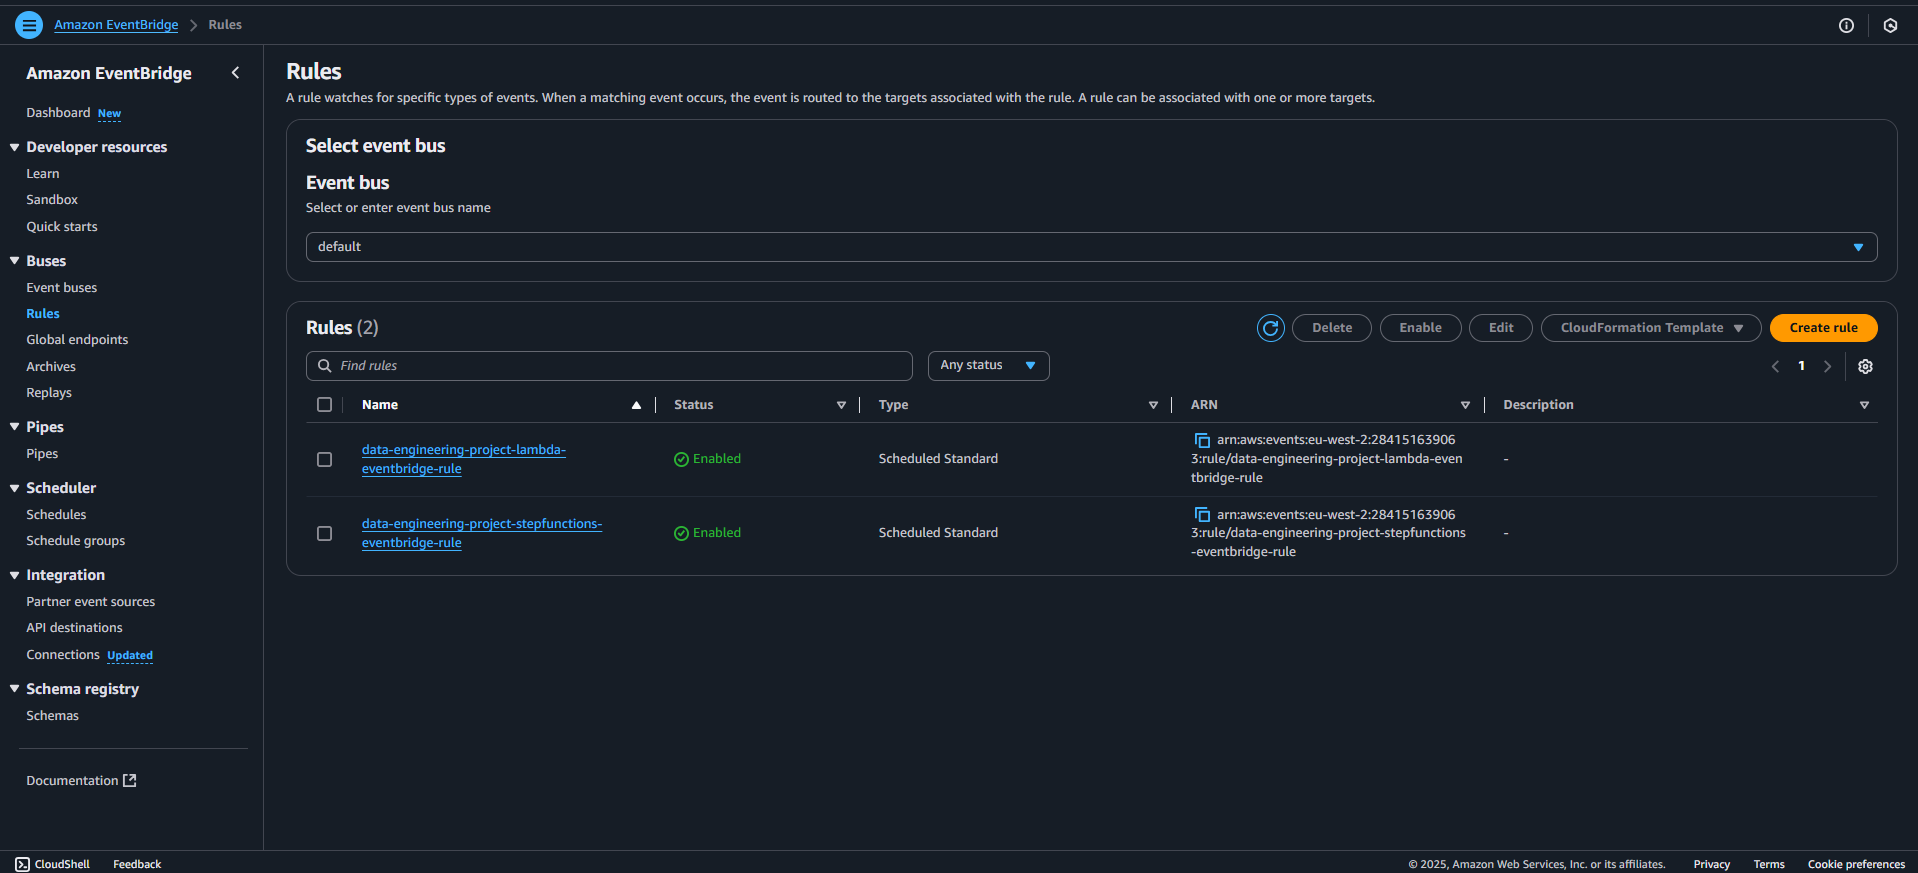 Amazon EventBridge > Rules
Amazon EventBridge
Dashboard New
Developer resources
Learn
Sandbox
Quick starts
Buses
Event buses
Rules
Global endpoints
Archives
Replays
Pipes
Pipes
Scheduler
Schedules
Schedule groups
Integration
Partner event sources
API destinations
Connections Updated
Schema registry
Schemas
Documentation
Rules
A rule watches for specific types of events. When a matching event occurs, the event is routed to the targets associated with the rule. A rule can be associated with one or more targets.
Select event bus
Event bus
Select or enter event bus name
default
Rules (2)
Delete Enable Edit CloudFormation Template Create rule
Find rules Any status 1
Name Status Type ARN Description
data-engineering-project-lambda-
eventbridge-rule
Enabled
Scheduled Standard
arn:aws:events:eu-west-2:28415163906
3:rule/data-engineering-project-lambda-even
tbridge-rule
-
data-engineering-project-stepfunctions-
eventbridge-rule
Enabled
Scheduled Standard
arn:aws:events:eu-west-2:28415163906
3:rule/data-engineering-project-stepfunctions
-eventbridge-rule
-
CloudShell Feedback © 2025, Amazon Web Services, Inc. or its affiliates. Privacy Terms Cookie preferences